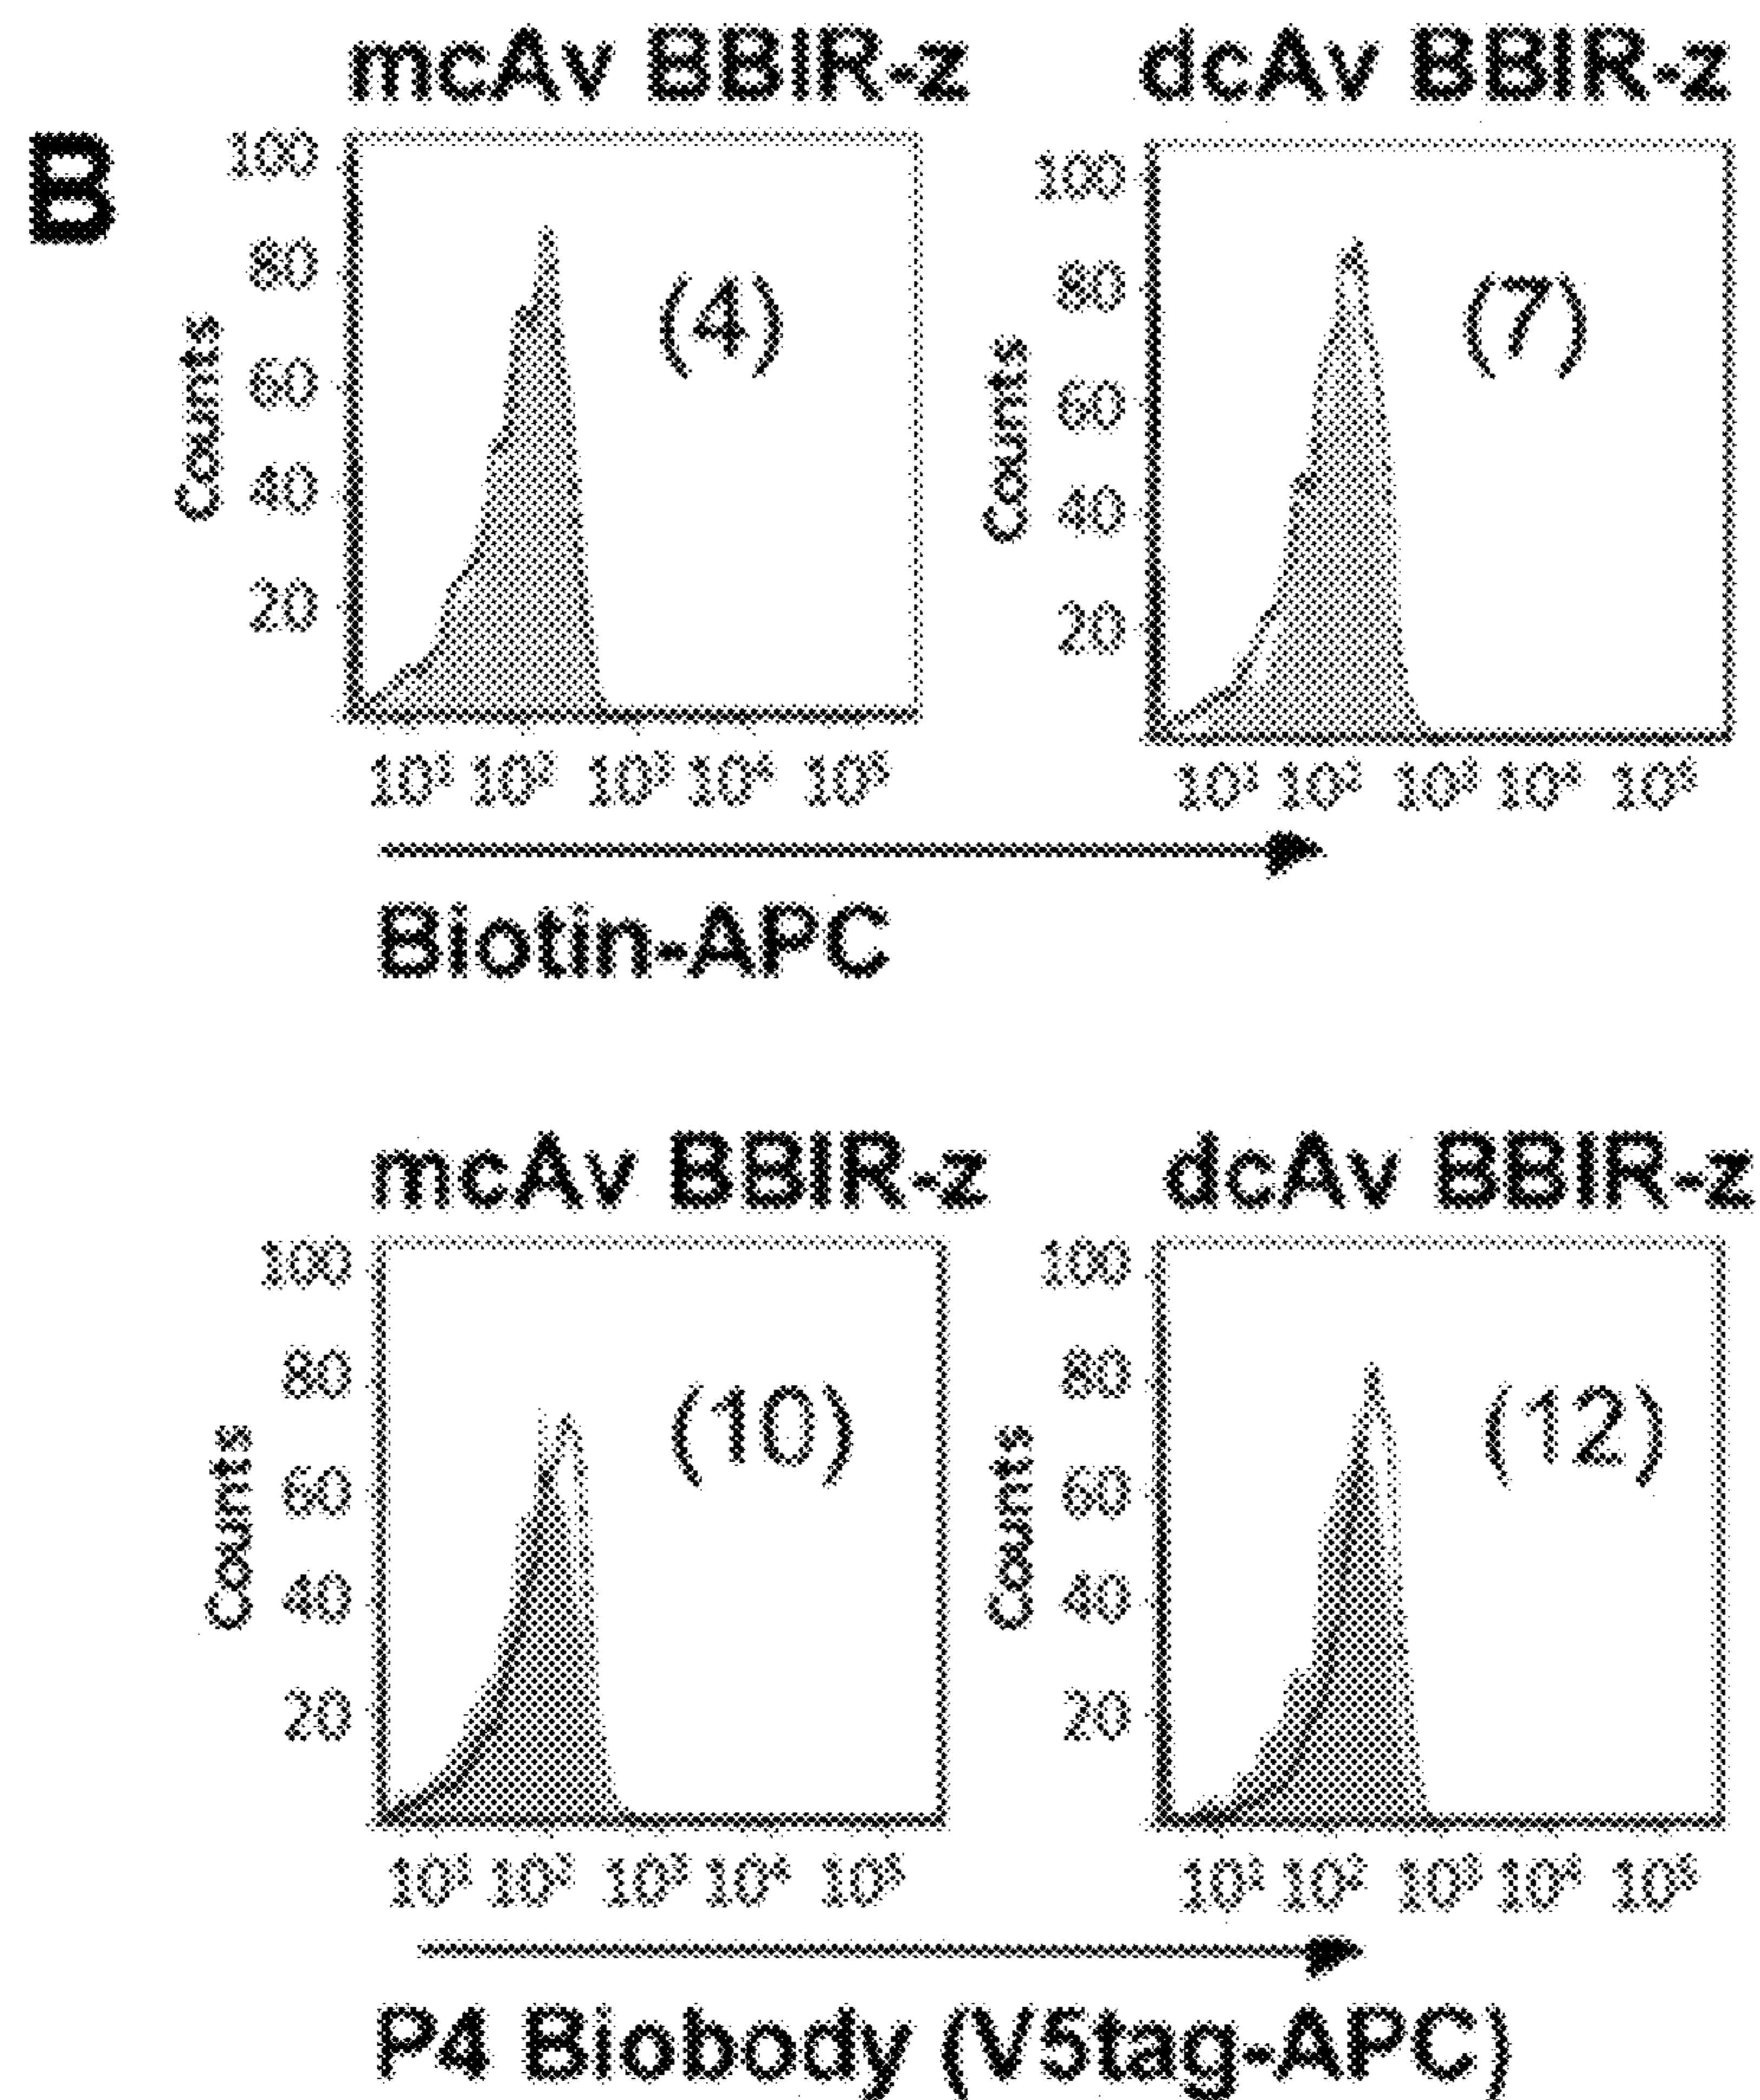 B
mcAv BBIR-z
dcAv BBIR-z
100
80
60
40
20
Counts
(4)
10¹ 10² 10³ 10⁴ 10⁵
100
80
60
40
20
Counts
(7)
10¹ 10² 10³ 10⁴ 10⁵
Biotin-APC
mcAv BBIR-z
dcAv BBIR-z
100
80
60
40
20
Counts
(10)
10¹ 10² 10³ 10⁴ 10⁵
100
80
60
40
20
Counts
(12)
10¹ 10² 10³ 10⁴ 10⁵
P4 Biobody (V5tag-APC)